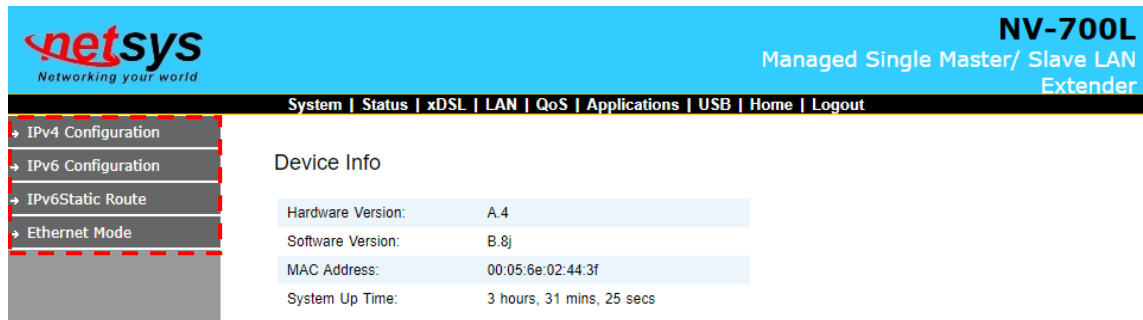 netsys
Networking your world
NV-700L
Managed Single Master/ Slave LAN
Extender
System | Status | xDSL | LAN | QoS | Applications | USB | Home | Logout
IPv4 Configuration
IPv6 Configuration
IPv6Static Route
Ethernet Mode
Device Info
Hardware Version: A.4
Software Version: B.8j
MAC Address: 00:05:6e:02:44:3f
System Up Time: 3 hours, 31 mins, 25 secs